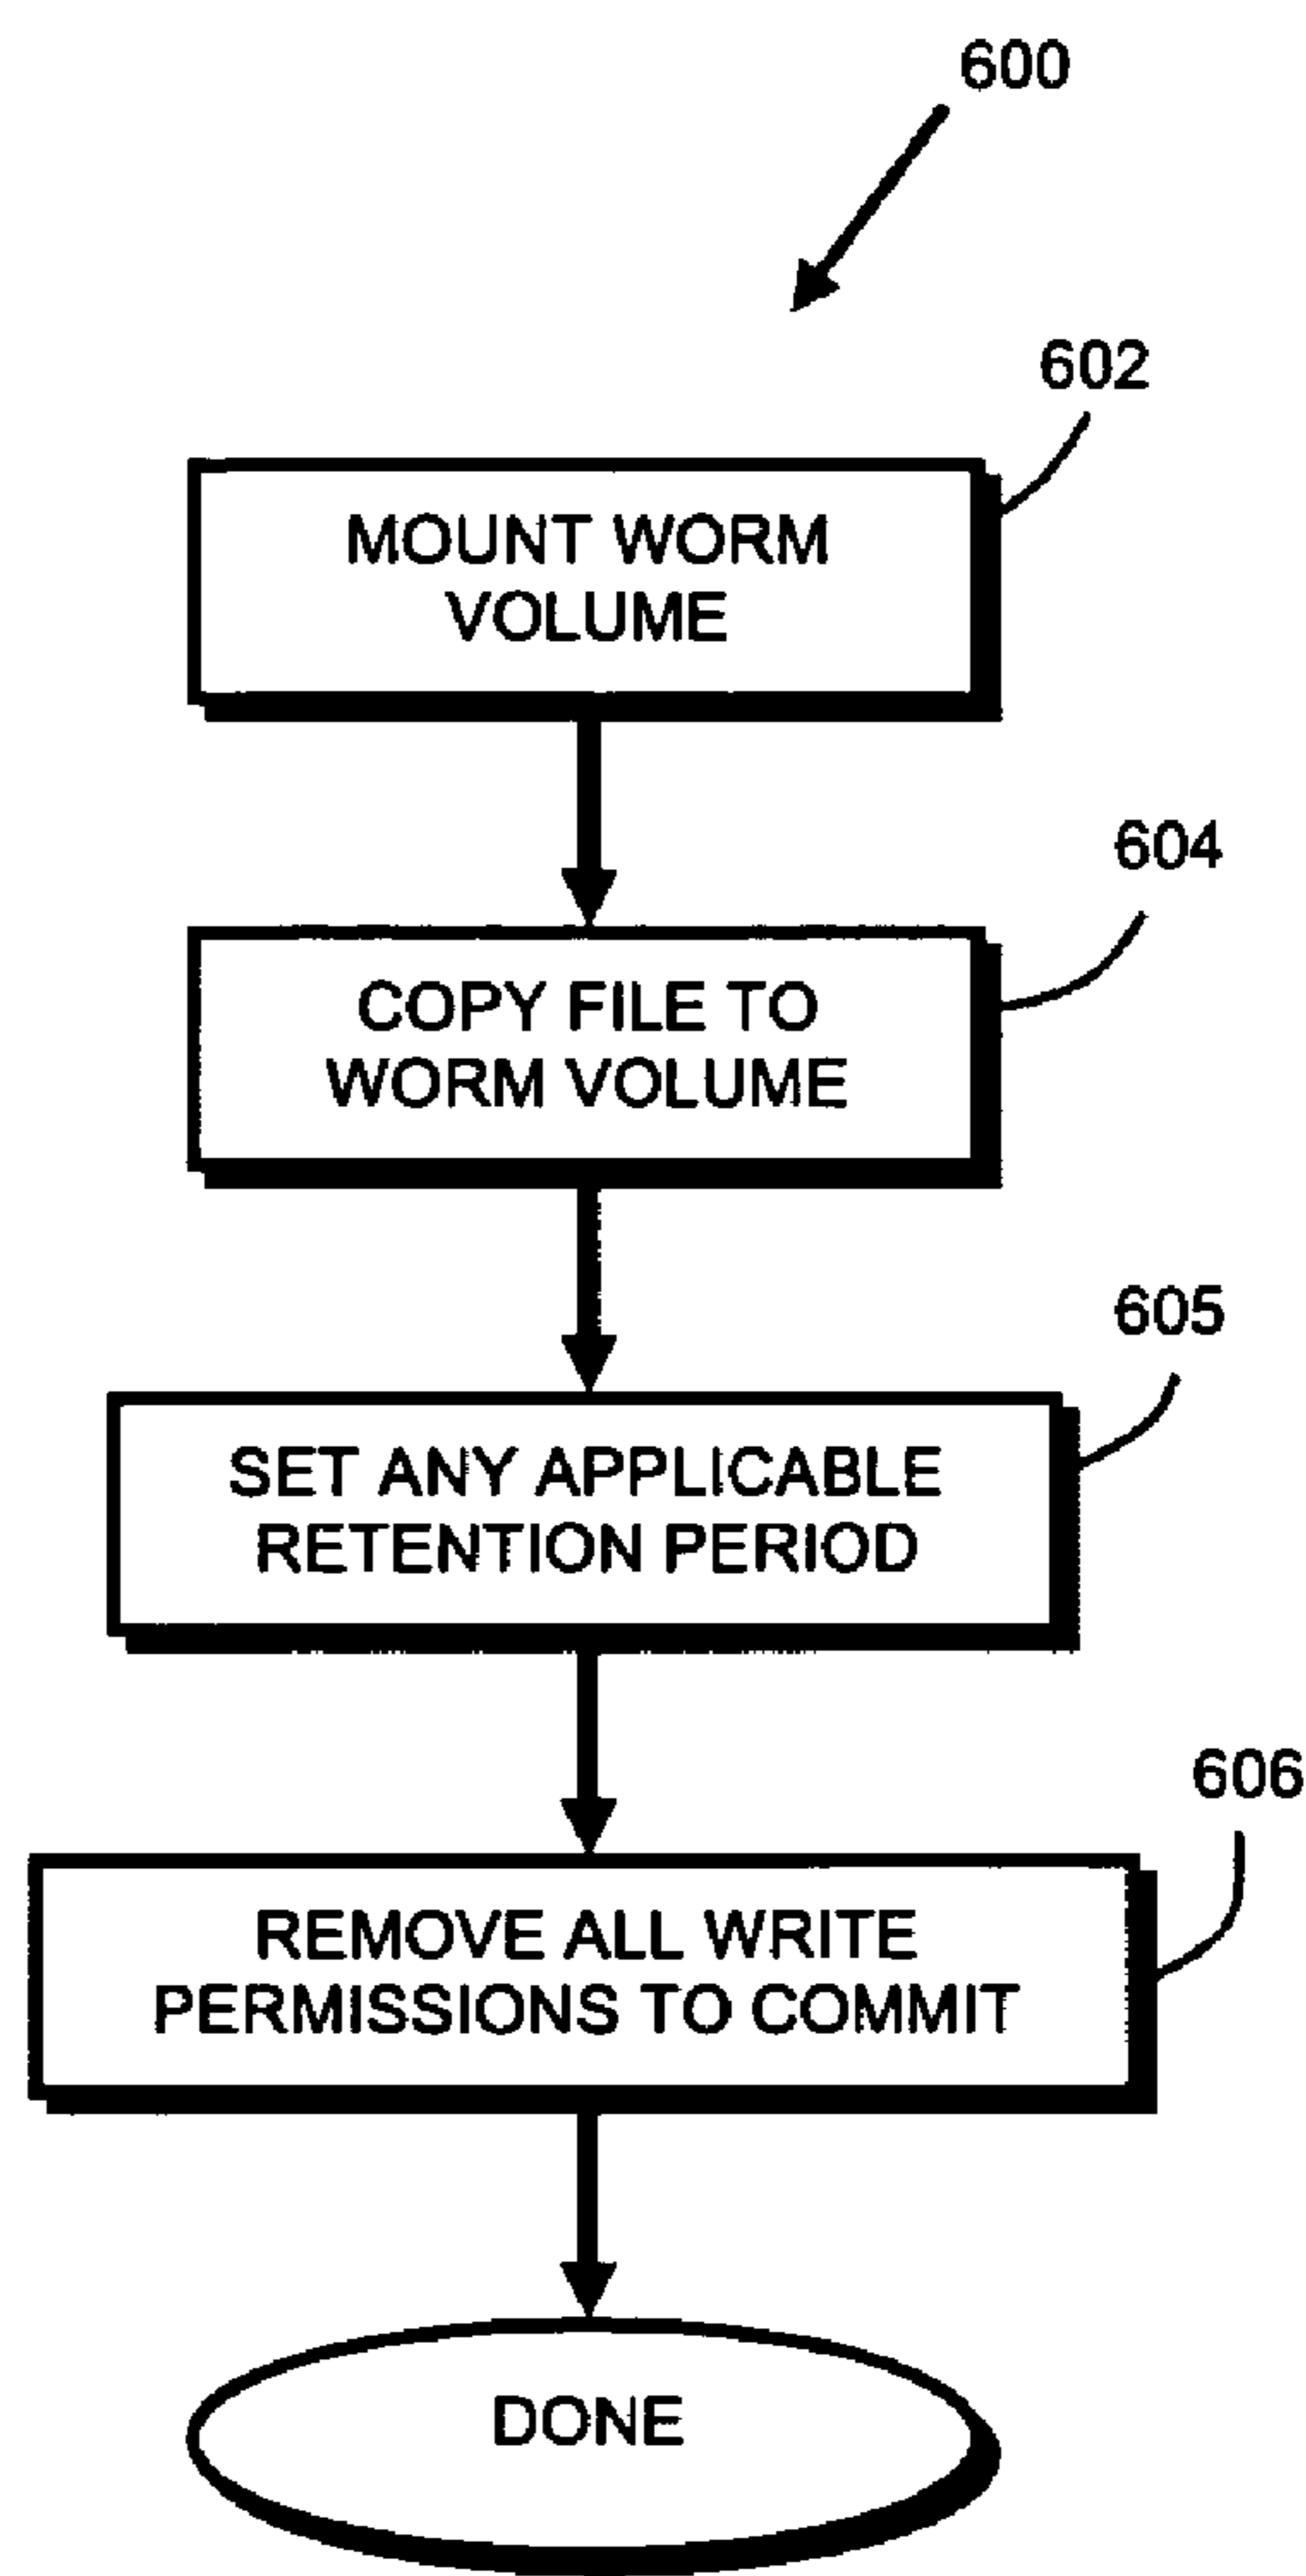 600
602
MOUNT WORM
VOLUME
604
COPY FILE TO
WORM VOLUME
605
SET ANY APPLICABLE
RETENTION PERIOD
606
REMOVE ALL WRITE
PERMISSIONS TO COMMIT
DONE